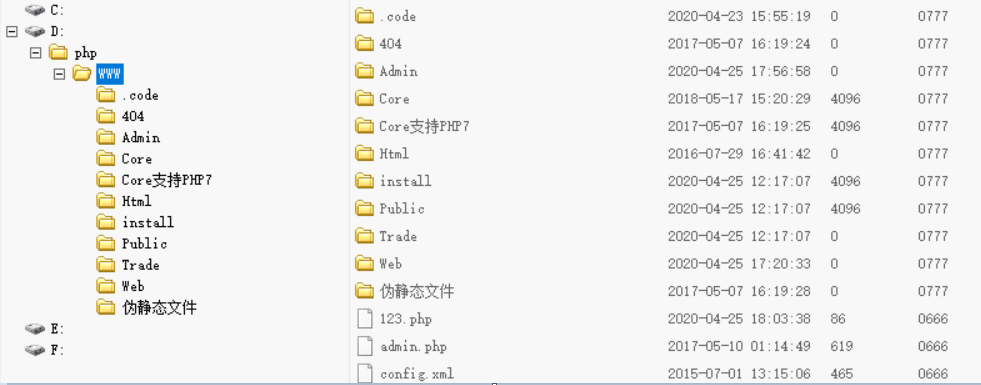 C:
D:
php
WWW
.code
404
Admin
Core
Core支持PHP7
Html
install
Public
Trade
Web
伪静态文件
E:
F:
.code 2020-04-23 15:55:19 0 0777
404 2017-05-07 16:19:24 0 0777
Admin 2020-04-25 17:56:58 0 0777
Core 2018-05-17 15:20:29 4096 0777
Core支持PHP7 2017-05-07 16:19:25 4096 0777
Html 2016-07-29 16:41:42 0 0777
install 2020-04-25 12:17:07 4096 0777
Public 2020-04-25 12:17:07 4096 0777
Trade 2020-04-25 12:17:07 0 0777
Web 2020-04-25 17:20:33 0 0777
伪静态文件 2017-05-07 16:19:28 0 0777
123.php 2020-04-25 18:03:38 86 0666
admin.php 2017-05-10 01:14:49 619 0666
config.xml 2015-07-01 13:15:06 465 0666